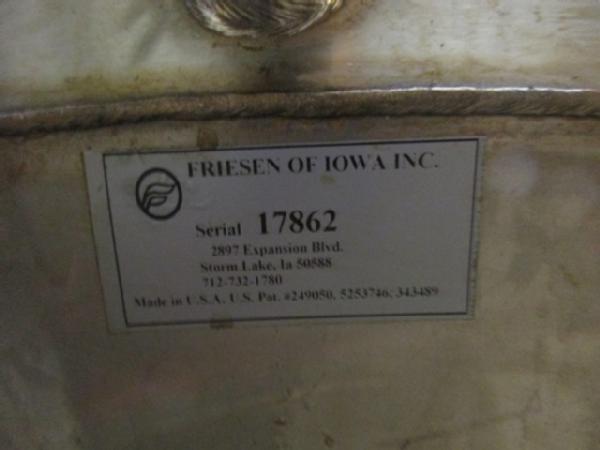 FRIESEN OF IOWA INC.
Serial 17862
2897 Expansion Blvd.
Storm Lake, Ia 50588
712-732-1780
Made in U.S.A. U.S. Pat. #249050, 5253746; 343489